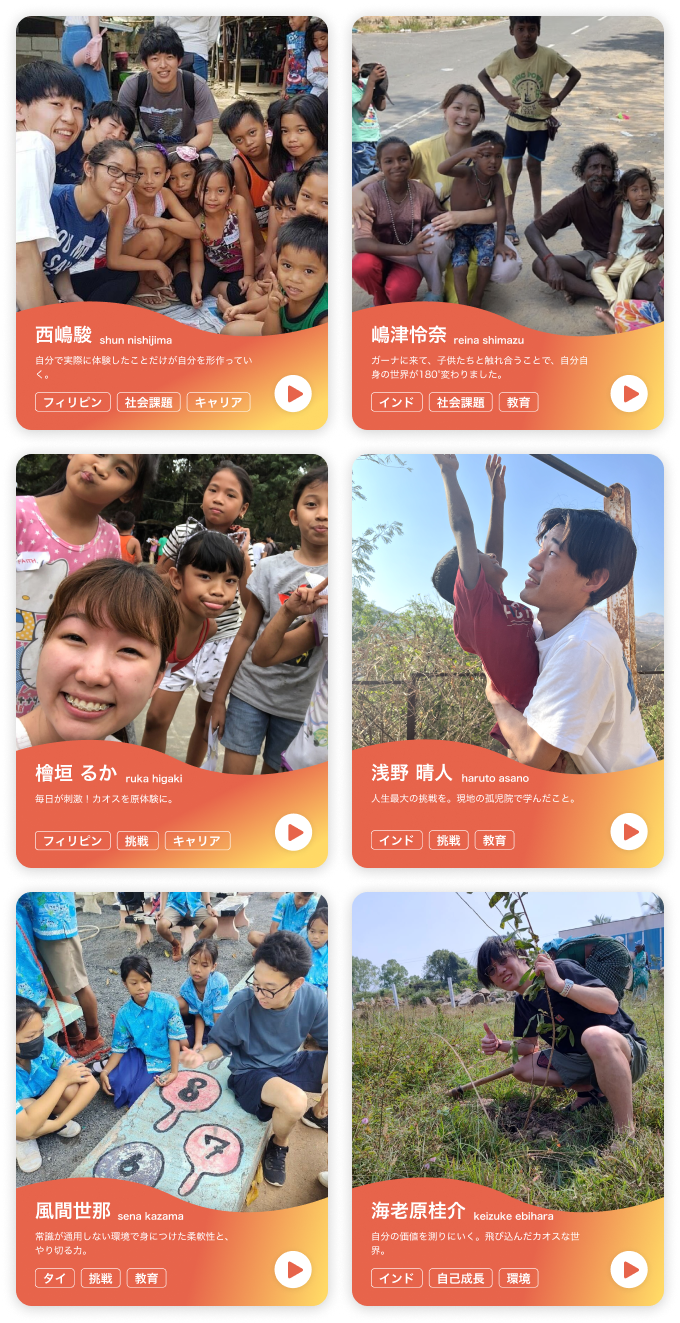 西嶋駿 shun nishijima
自分で実際に体験したことだけが自分を形作ってい
く。
フィリピン 社会課題 キャリア
嶋津怜奈 reina shimazu
ガーナに来て、子供たちと触れ合うことで、自分自
身の世界が180°変わりました。
インド 社会課題 教育
檜垣 るか ruka higaki
毎日が刺激！カオスを原体験に。
フィリピン 挑戦 キャリア
浅野 晴人 haruto asano
人生最大の挑戦を。現地の孤児院で学んだこと。
インド 挑戦 教育
8
7
風間世那 sena kazama
常識が通用しない環境で身につけた柔軟性と、
やり切る力。
タイ 挑戦 教育
海老原桂介 keizuke ebihara
自分の価値を測りにいく。飛び込んだカオスな世
界。
インド 自己成長 環境